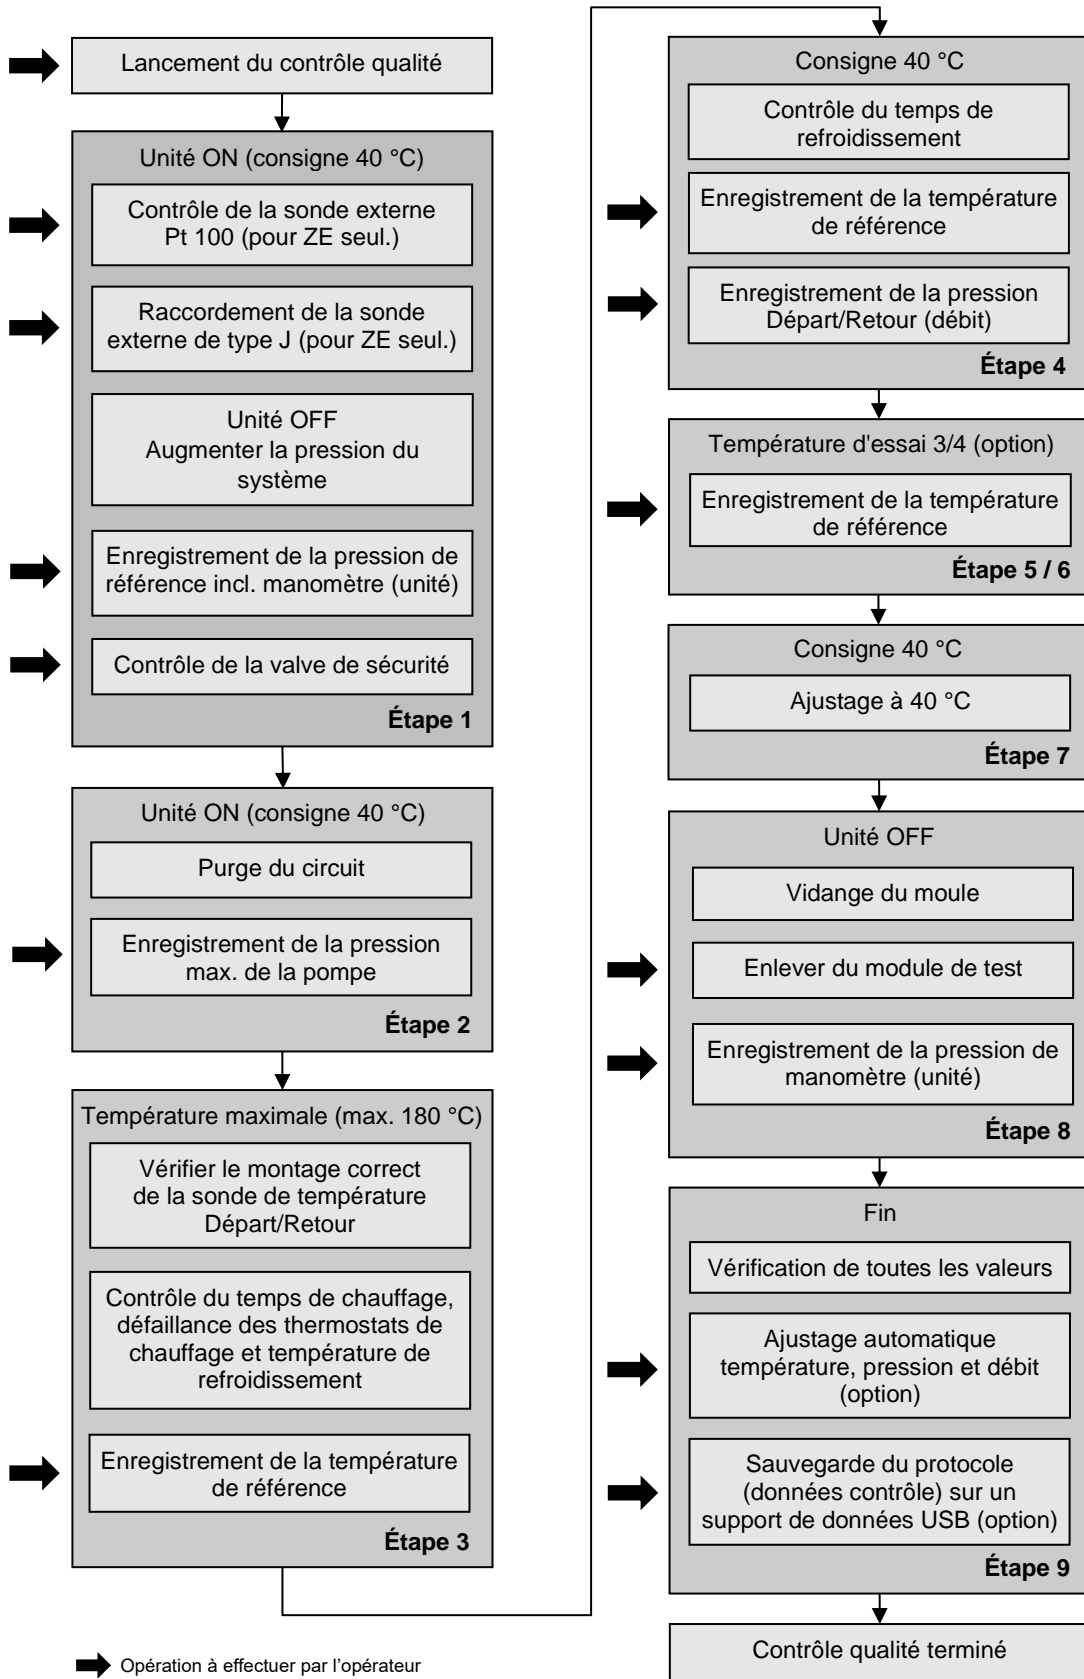 Lancement du contrôle qualité
Unité ON (consigne 40 °C)
Contrôle de la sonde externe
Pt 100 (pour ZE seul.)
Raccordement de la sonde
externe de type J (pour ZE seul.)
Unité OFF
Augmenter la pression du
système
Enregistrement de la pression de
référence incl. manomètre (unité)
Contrôle de la valve de sécurité
Étape 1
Unité ON (consigne 40 °C)
Purge du circuit
Enregistrement de la pression
max. de la pompe
Étape 2
Température maximale (max. 180 °C)
Vérifier le montage correct
de la sonde de température
Départ/Retour
Contrôle du temps de chauffage,
défaillance des thermostats de
chauffage et température de
refroidissement
Enregistrement de la température
de référence
Étape 3
Consigne 40 °C
Contrôle du temps de
refroidissement
Enregistrement de la température
de référence
Enregistrement de la pression
Départ/Retour (débit)
Étape 4
Température d'essai 3/4 (option)
Enregistrement de la température
de référence
Étape 5 / 6
Consigne 40 °C
Ajustage à 40 °C
Étape 7
Unité OFF
Vidange du moule
Enlever du module de test
Enregistrement de la pression de
manomètre (unité)
Étape 8
Fin
Vérification de toutes les valeurs
Ajustage automatique
température, pression et débit
(option)
Sauvegarde du protocole
(données contrôle) sur un
support de données USB (option)
Étape 9
Contrôle qualité terminé
Opération à effectuer par l'opérateur